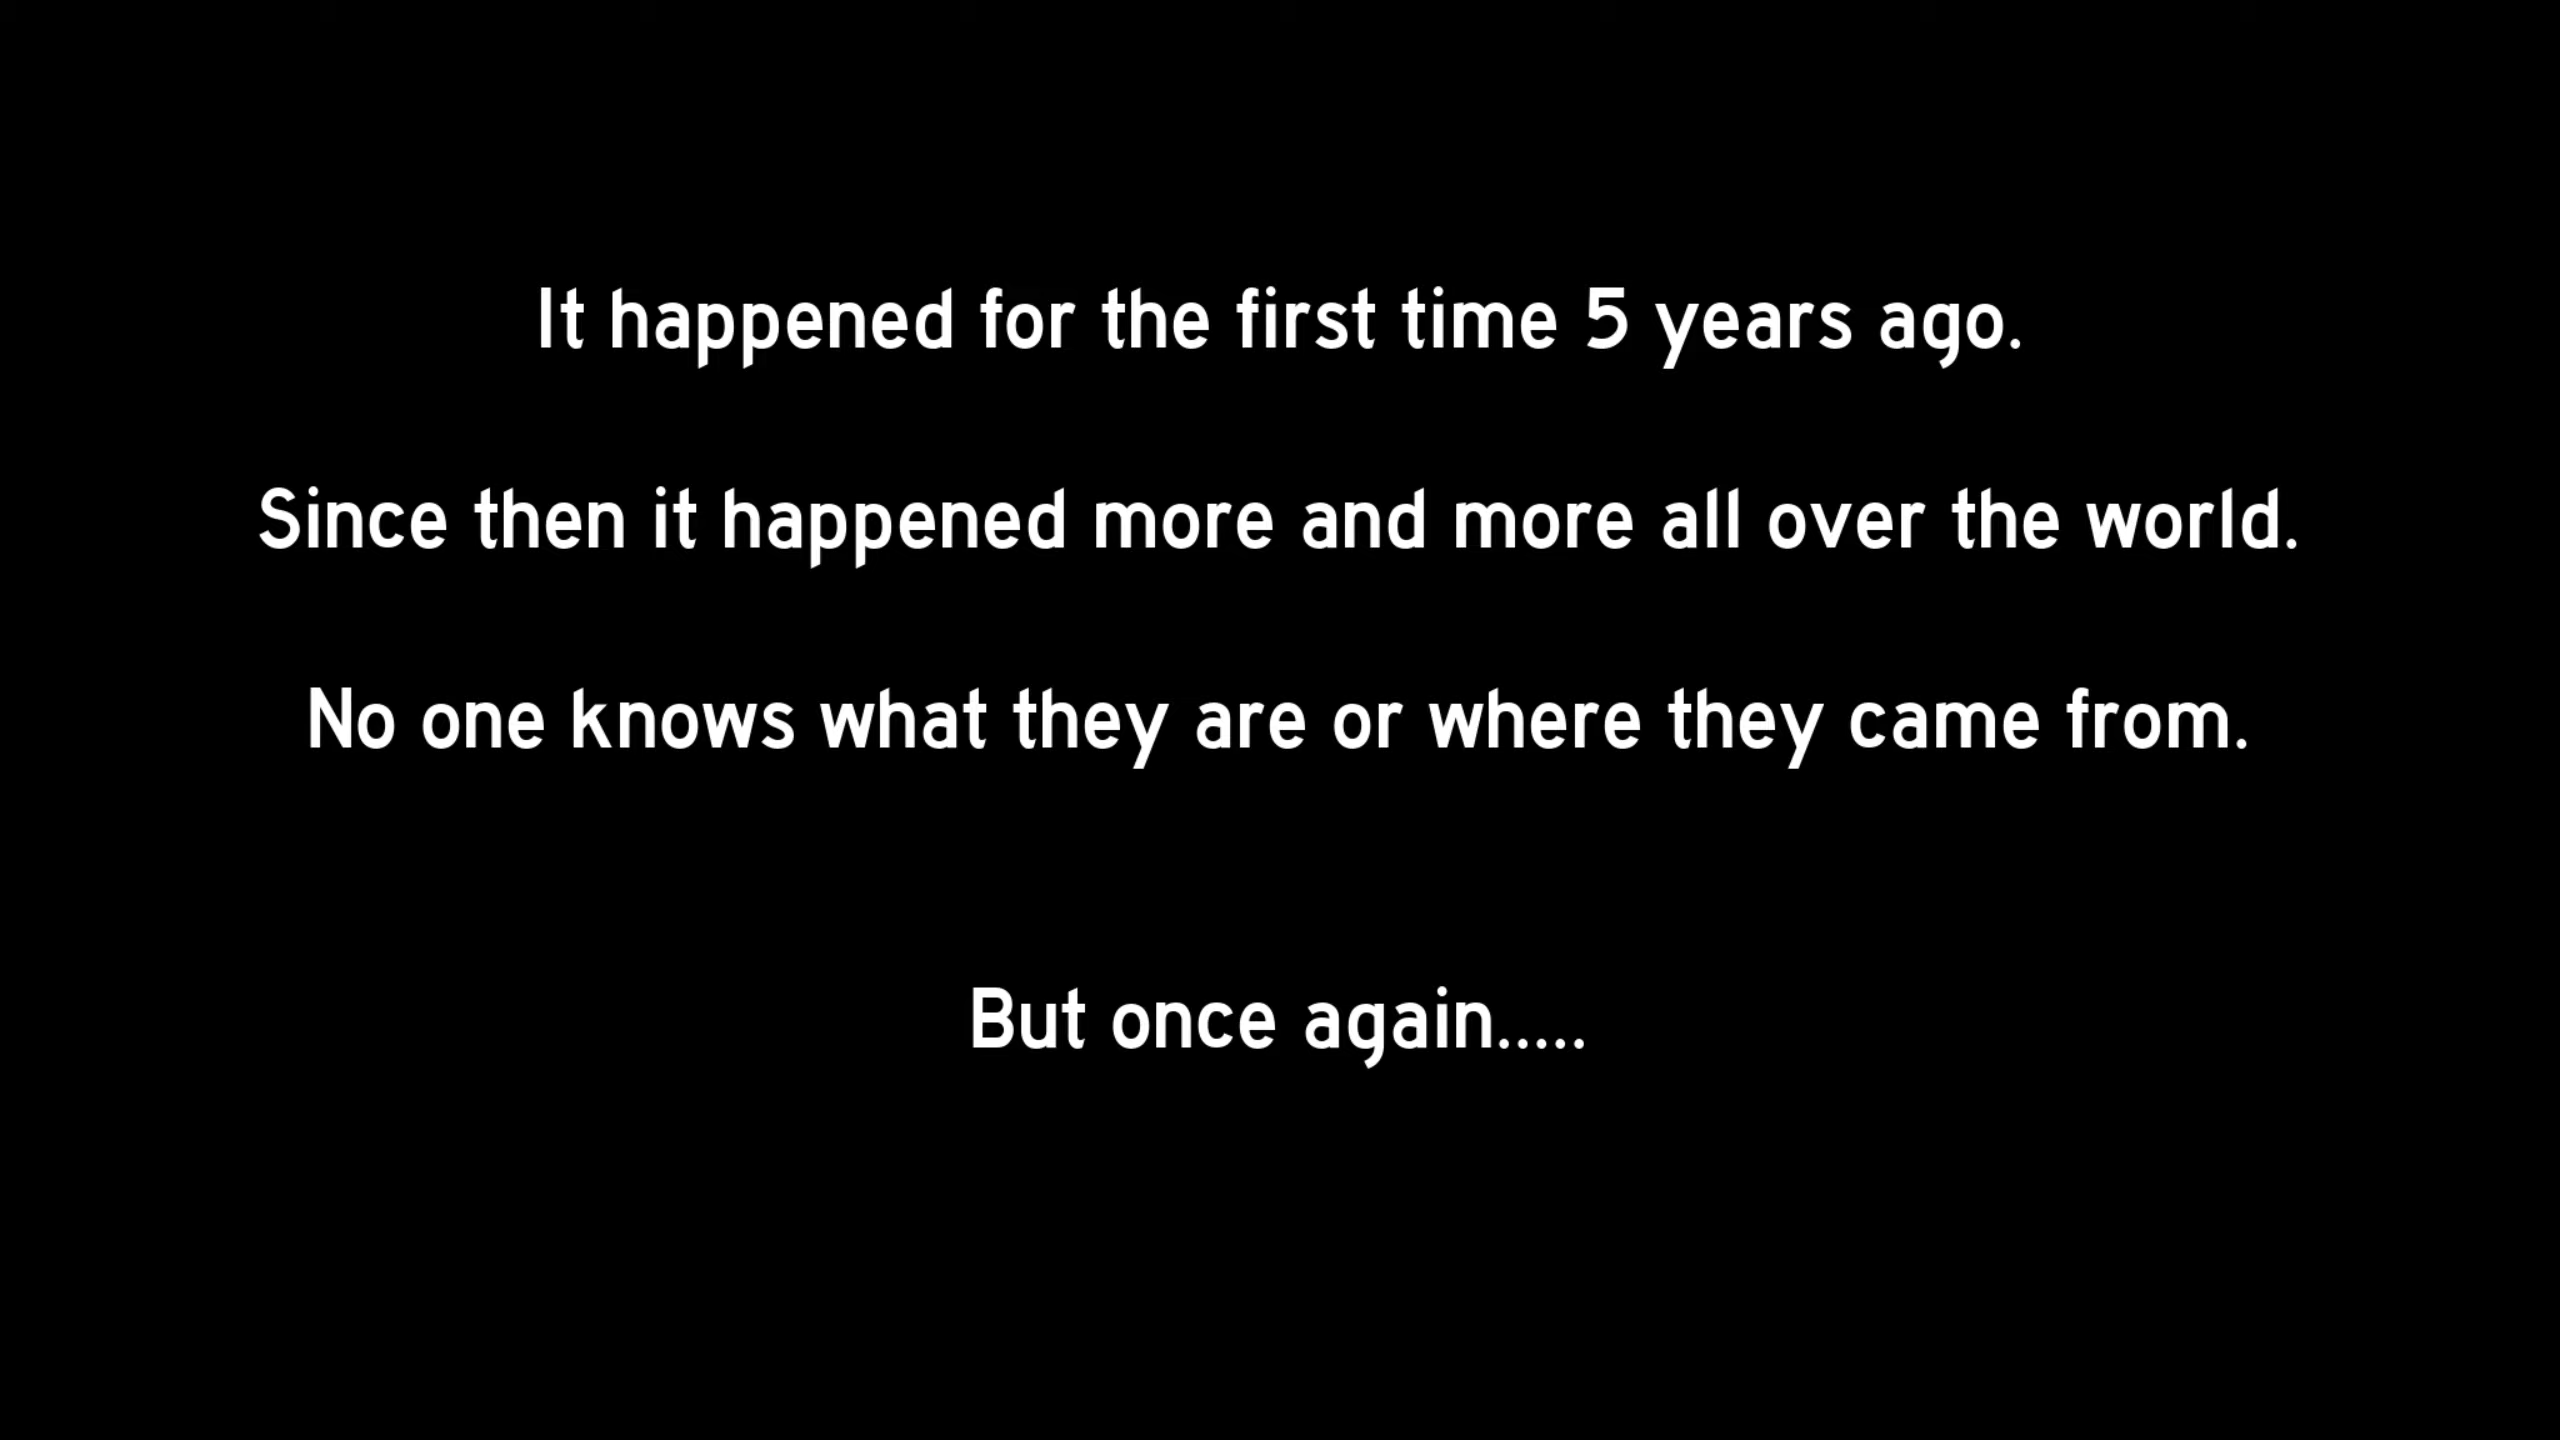 It happened for the first time 5 years ago.
Since then it happened more and more all over the world.
No one knows what they are or where they came from.
But once again.....